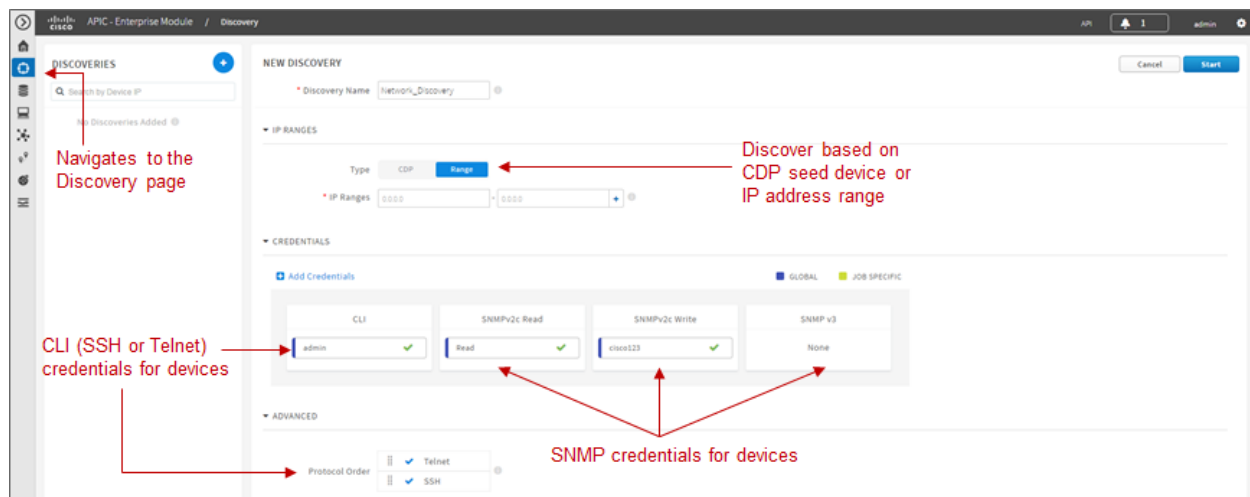 cisco APIC - Enterprise Module / Discovery
API 1 admin
DISCOVERIES
Search by Device IP
No Discoveries Added
Navigates to the
Discovery page
NEW DISCOVERY
Cancel Start
* Discovery Name Network_Discovery
IP RANGES
Type CDP Range
Discover based on
CDP seed device or
IP address range
* IP Ranges 0.0.0.0 - 0.0.0.0 +
CREDENTIALS
Add Credentials
GLOBAL JOB SPECIFIC
CLI SNMPv2c Read SNMPv2c Write SNMP v3
admin Read cisco123 None
CLI (SSH or Telnet)
credentials for devices
SNMP credentials for devices
ADVANCED
Protocol Order
Telnet
SSH